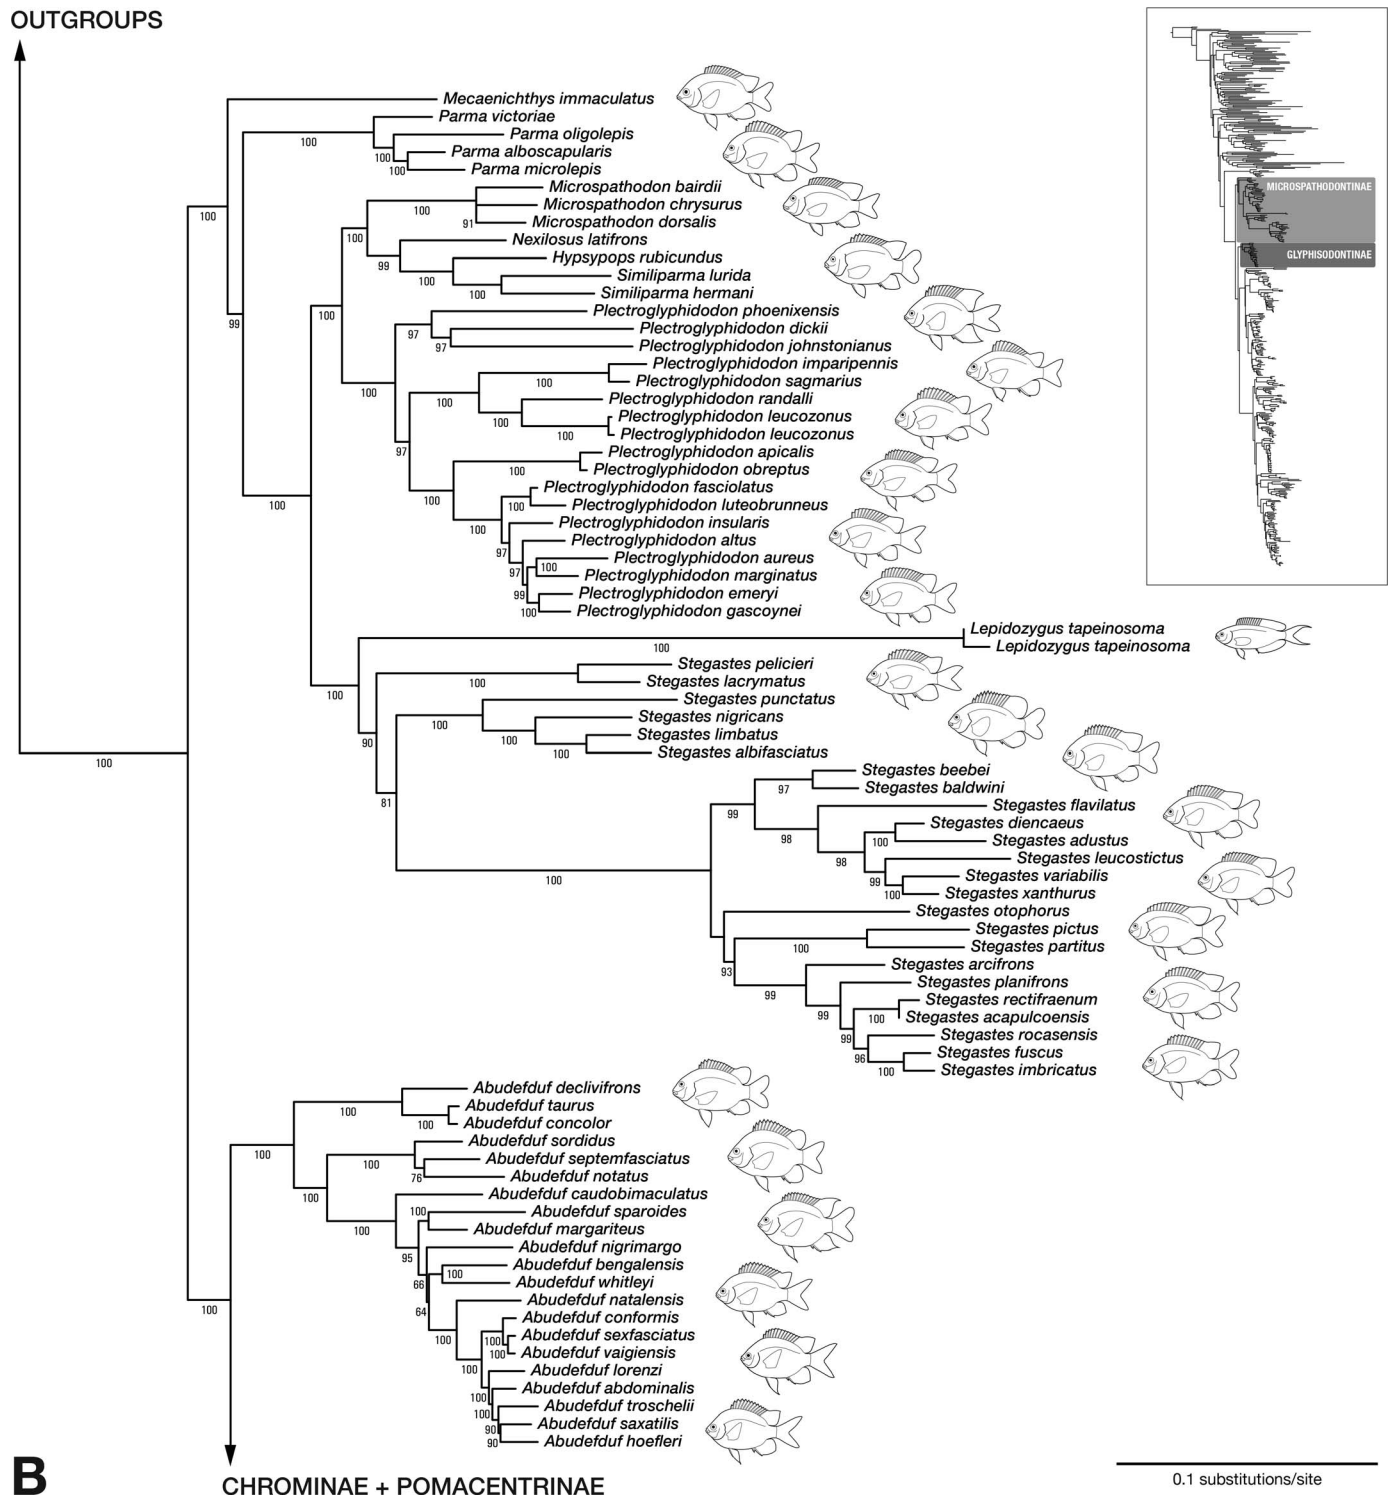 OUTGROUPS
MICROSPATHODONTINAE
GLYPHISODONTINAE
Mecaenichthys immaculatus
Parma victoriae
100
Parma oligolepis
100
Parma alboscapularis
100
Parma microlepis
Microspathodon bairdii
100
Microspathodon chrysurus
100
91
Microspathodon dorsalis
100
Nexilosus latifrons
99
Hypsypops rubicundus
100
Similiparma lurida
100
Similiparma hermani
Plectroglyphidodon phoenixensis
99
100
97
Plectroglyphidodon dickii
97
Plectroglyphidodon johnstonianus
Plectroglyphidodon imparipennis
100
Plectroglyphidodon sagmarius
100
100
Plectroglyphidodon randalli
100
Plectroglyphidodon leucozonus
100
Plectroglyphidodon leucozonus
97
Plectroglyphidodon apicalis
100
Plectroglyphidodon obreptus
Plectroglyphidodon fasciolatus
100
100
100
Plectroglyphidodon luteobrunneus
Plectroglyphidodon insularis
100
Plectroglyphidodon altus
97
Plectroglyphidodon aureus
97
100
Plectroglyphidodon marginatus
99
Plectroglyphidodon emeryi
100
Plectroglyphidodon gascoynei
Lepidozygus tapeinosoma
100
Lepidozygus tapeinosoma
Stegastes pelicieri
100
Stegastes lacrymatus
100
Stegastes punctatus
100
Stegastes nigricans
100
Stegastes limbatus
90
100
Stegastes albifasciatus
100
Stegastes beebei
97
Stegastes baldwini
81
99
Stegastes flavilatus
Stegastes diencaeus
98
100
Stegastes adustus
98
Stegastes leucostictus
100
99
Stegastes variabilis
100
Stegastes xanthurus
Stegastes otophorus
Stegastes pictus
100
Stegastes partitus
93
Stegastes arcifrons
99
Stegastes planifrons
Stegastes rectifraenum
99
100
Stegastes acapulcoensis
99
Stegastes rocasensis
96
Stegastes fuscus
100
Stegastes imbricatus
Abudefduf declivifrons
100
Abudefduf taurus
100
Abudefduf concolor
Abudefduf sordidus
100
100
Abudefduf septemfasciatus
76
Abudefduf notatus
100
Abudefduf caudobimaculatus
100
Abudefduf sparoides
100
Abudefduf margariteus
95
Abudefduf nigrimargo
Abudefduf bengalensis
66
100
Abudefduf whitleyi
Abudefduf natalensis
100
64
Abudefduf conformis
100
100
Abudefduf sexfasciatus
100
Abudefduf vaigiensis
100
Abudefduf lorenzi
Abudefduf abdominalis
100
Abudefduf troschelii
100
Abudefduf saxatilis
90
Abudefduf hoefleri
90
B
CHROMINAE + POMACENTRINAE
0.1 substitutions/site